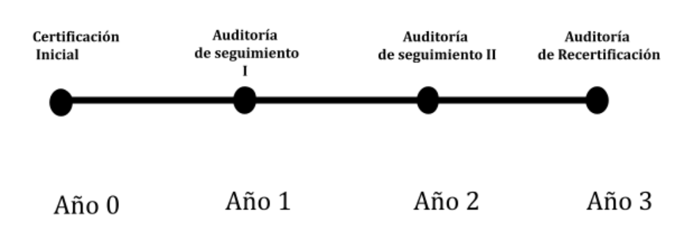 Certificación
Inicial
Auditoría
de seguimiento
I
Auditoría
de seguimiento II
Auditoría
de Recertificación
Año 0
Año 1
Año 2
Año 3